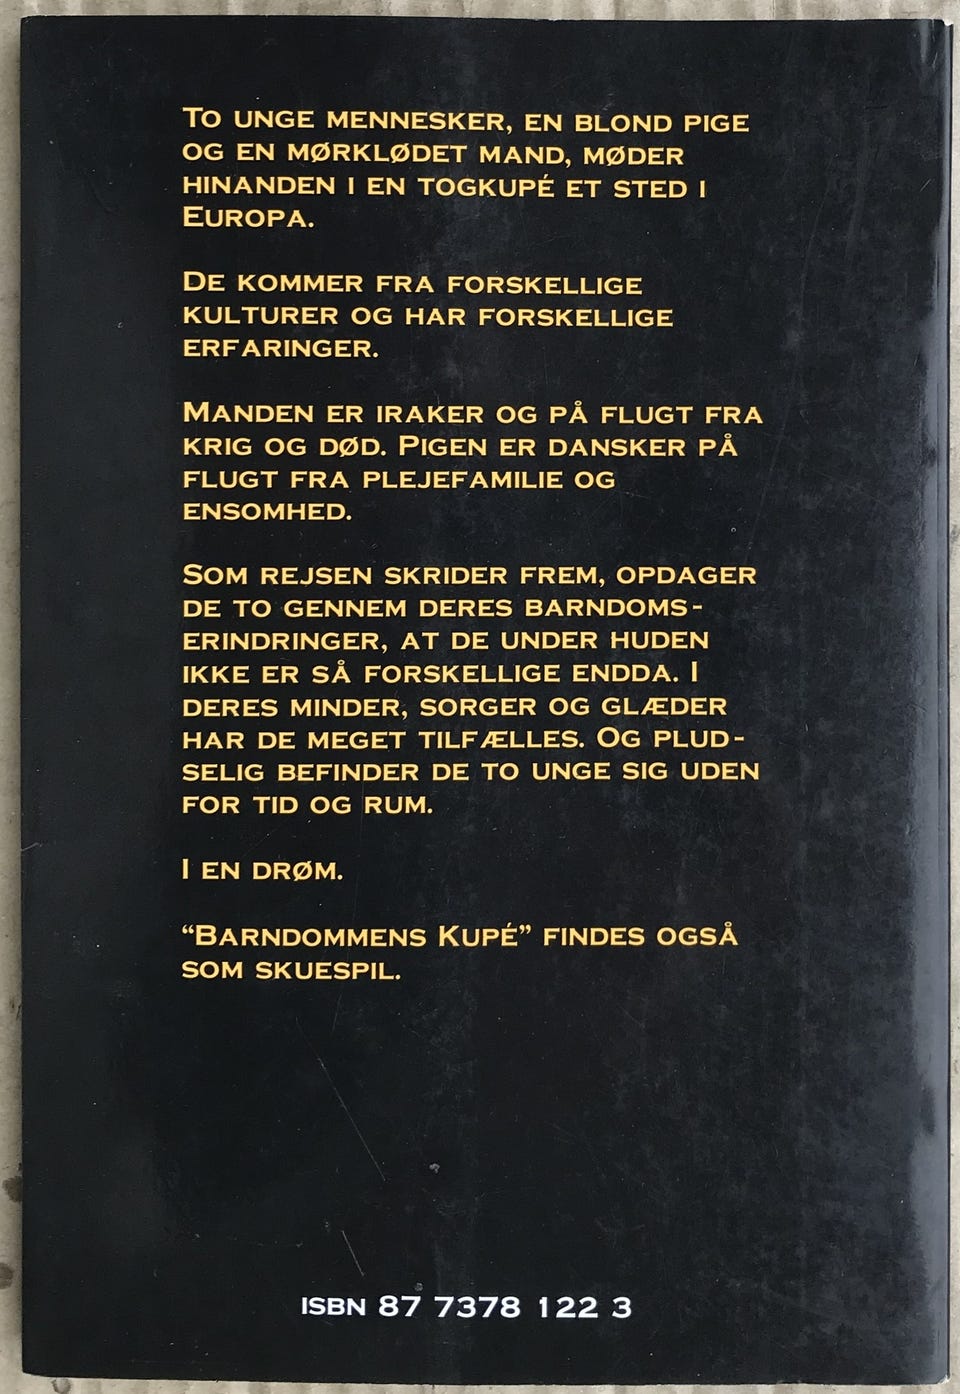 To unge mennesker, en blond pige
og en mørklødet mand, møder
hinanden i en togkupé et sted i
Europa.
De kommer fra forskellige
kulturer og har forskellige
erfaringer.
Manden er iraker og på flugt fra
krig og død. Pigen er dansker på
flugt fra plejefamilie og
ensomhed.
Som rejsen skrider frem, opdager
de to gennem deres barndoms-
erindringer, at de under huden
ikke er så forskellige endda. I
deres minder, sorger og glæder
har de meget tilfælles. Og plud-
selig befinder de to unge sig uden
for tid og rum.
I en drøm.
“Barndommens Kupé” findes også
som skuespil.
ISBN 87 7378 122 3